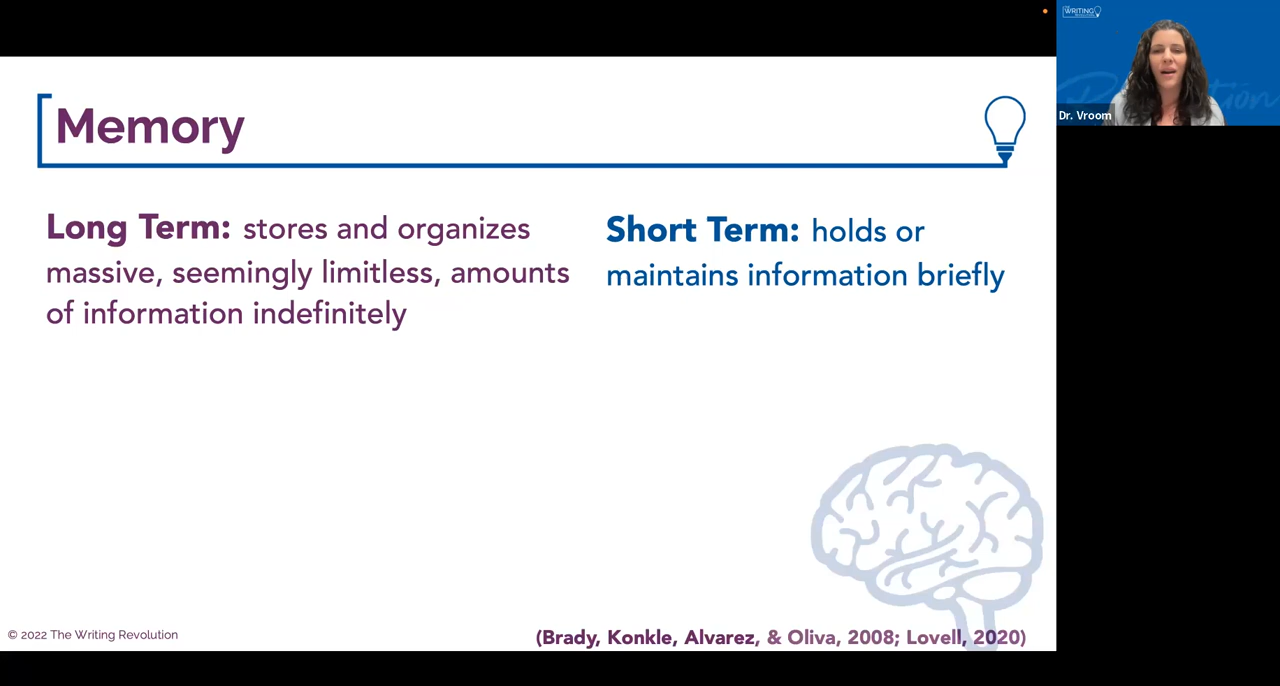 Memory
Long Term: stores and organizes
massive, seemingly limitless, amounts
of information indefinitely
Short Term: holds or
maintains information briefly
© 2022 The Writing Revolution
(Brady, Konkle, Alvarez, & Oliva, 2008; Lovell, 2020)
WRITING
Dr. Vroom